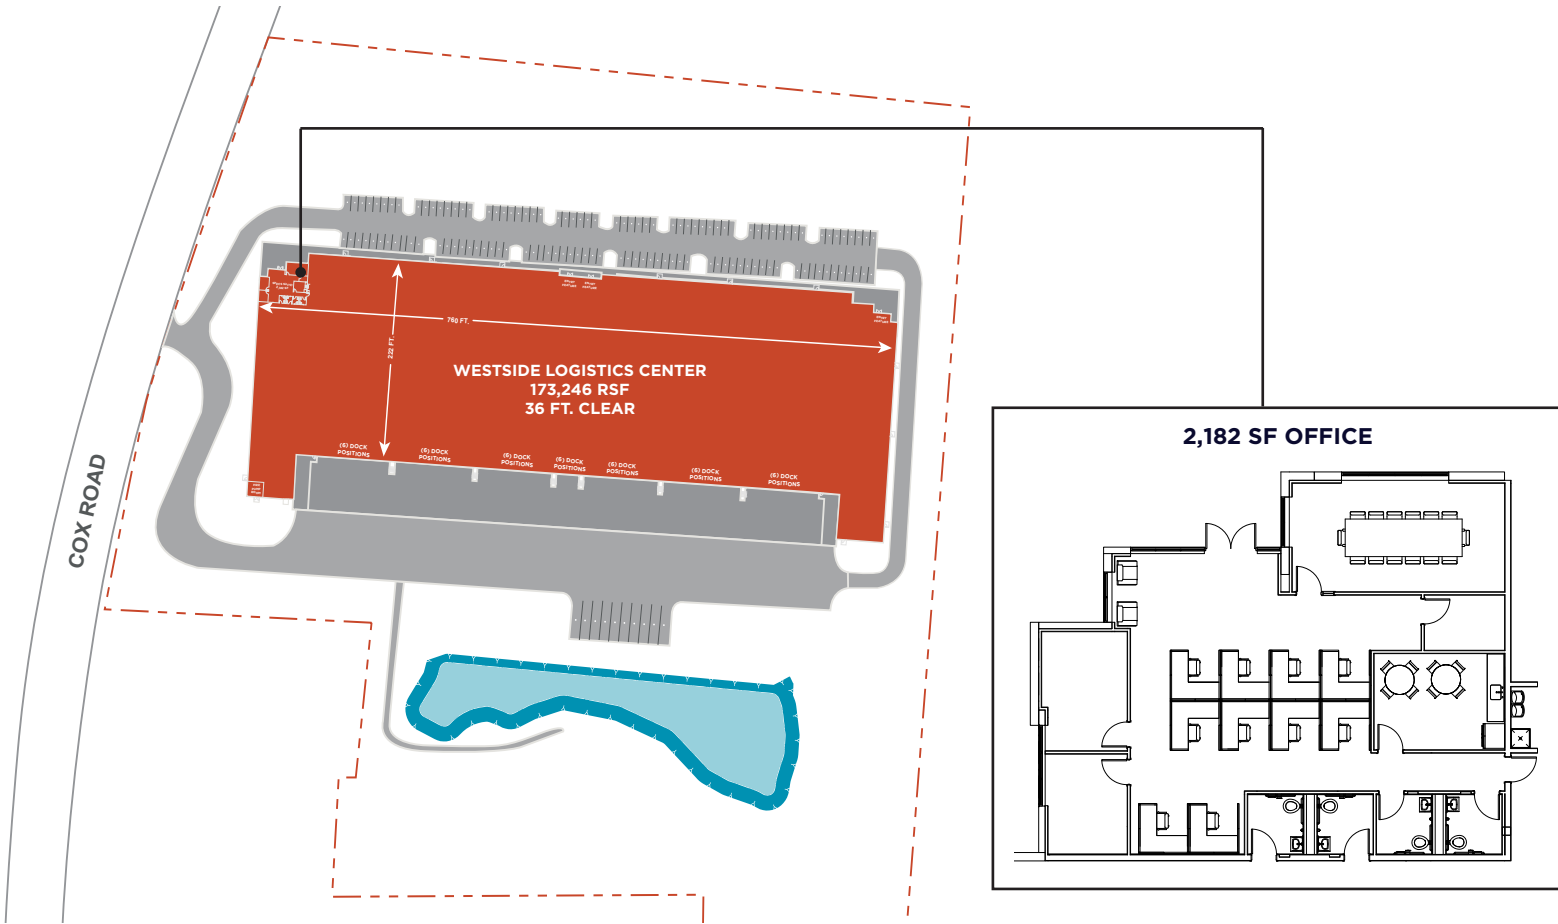 COX ROAD
760 FT.
222 FT.
WESTSIDE LOGISTICS CENTER
173,246 RSF
36 FT. CLEAR
(6) DOCK
POSITIONS
(6) DOCK
POSITIONS
(6) DOCK
POSITIONS
(6) DOCK
POSITIONS
(6) DOCK
POSITIONS
(6) DOCK
POSITIONS
(6) DOCK
POSITIONS
2,182 SF OFFICE